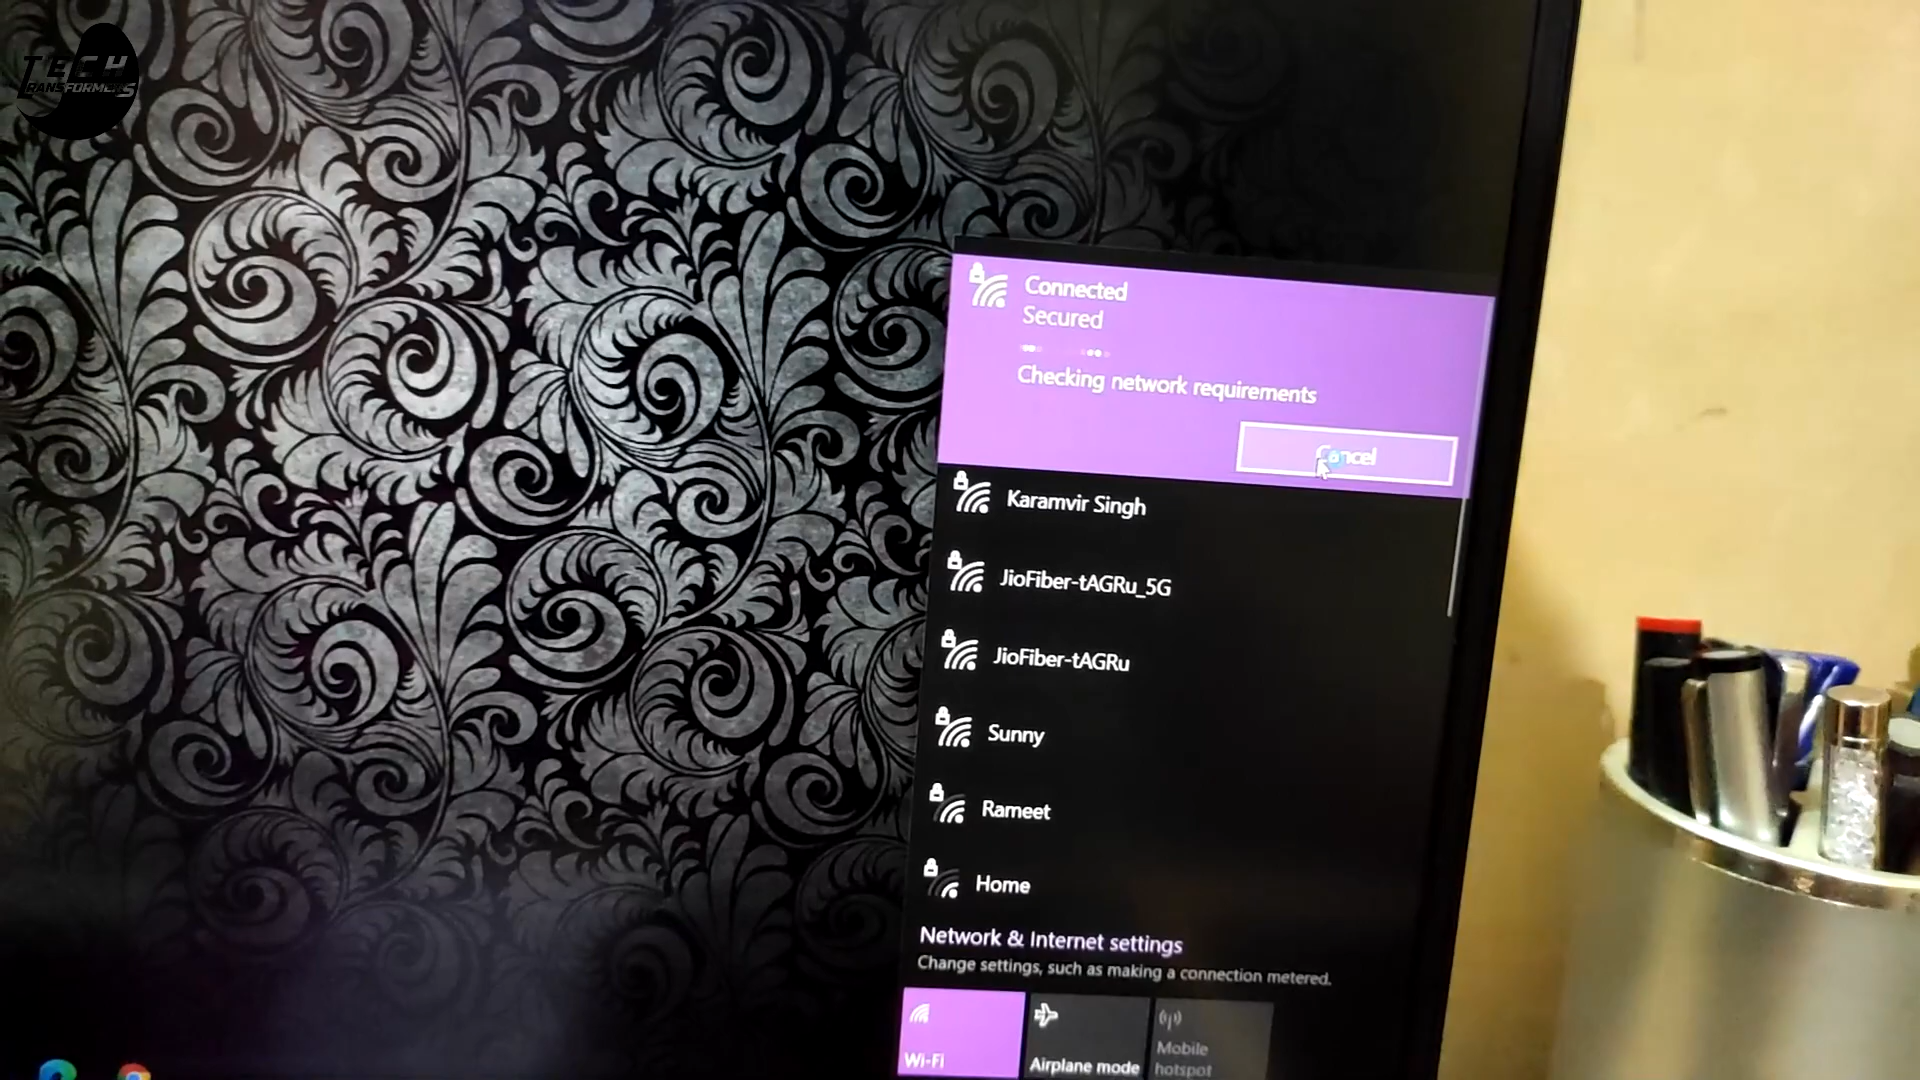 TECH
TRANSFORMERS
Connected
Secured
Checking network requirements
Cancel
Karamvir Singh
JioFiber-tAGRu_5G
JioFiber-tAGRu
Sunny
Rameet
Home
Network & Internet settings
Change settings, such as making a connection metered.
Wi-Fi
Airplane mode
Mobile
hotspot